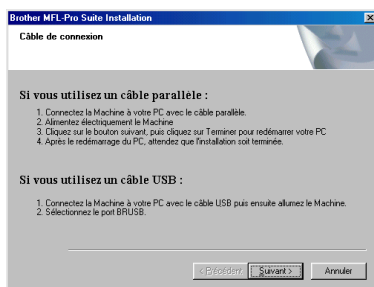 Brother MFL-Pro Suite Installation
Câble de connexion
Si vous utilisez un câble parallèle :
1. Connectez la Machine à votre PC avec le câble parallèle.
2. Alimentez électriquement le Machine
3. Cliquez sur le bouton suivant, puis cliquez sur Terminer pour redémarrer votre PC
4. Après le redémarrage du PC, attendez que l'installation soit terminée.
Si vous utilisez un câble USB :
1. Connectez la Machine à votre PC avec le câble USB puis ensuite allumez le Machine.
2. Sélectionnez le port BRUSB.
< Précédent Suivant > Annuler